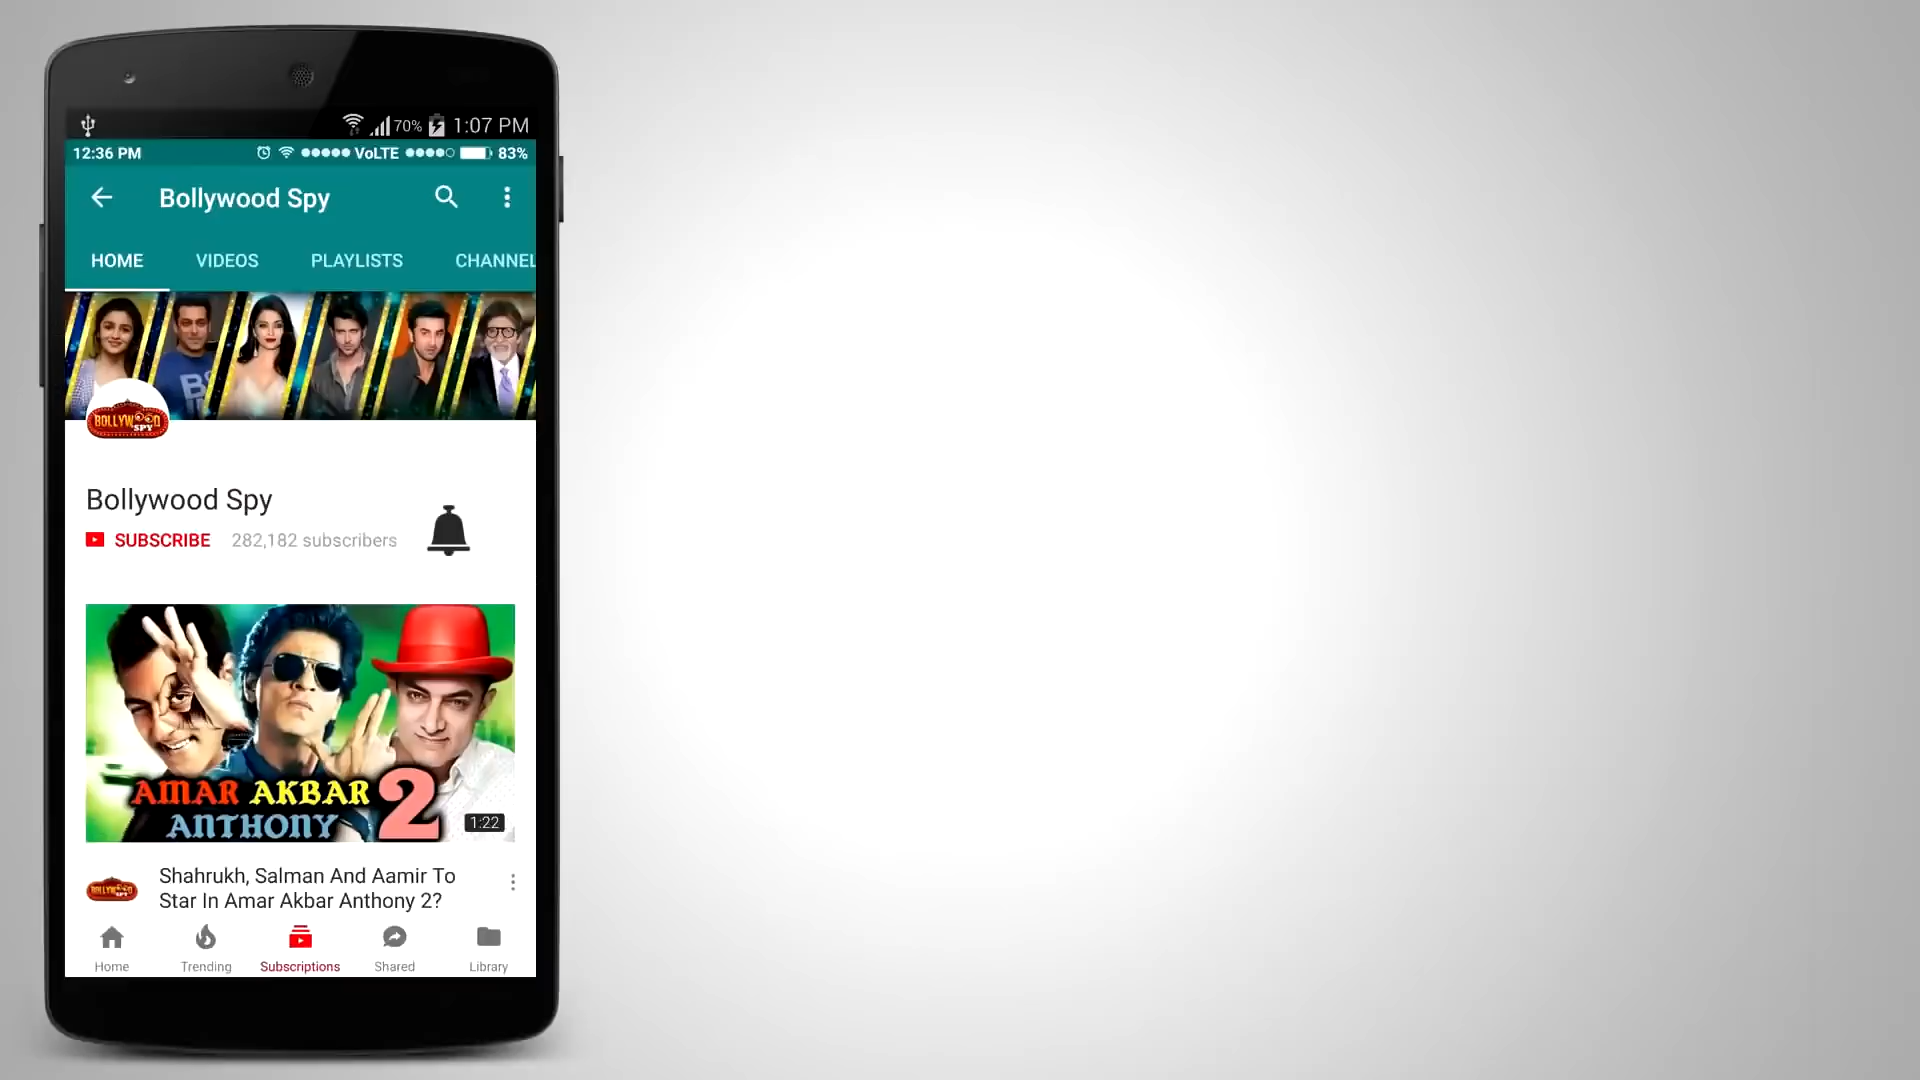 70% 1:07 PM
12:36 PM VoLTE 83%
Bollywood Spy
HOME VIDEOS PLAYLISTS CHANNEL
BOLLYWOOD
SPY
Bollywood Spy
SUBSCRIBE 282,182 subscribers
AMAR AKBAR
ANTHONY 2
1:22
BOLLYWOOD
SPY
Shahrukh, Salman And Aamir To
Star In Amar Akbar Anthony 2?
Home Trending Subscriptions Shared Library